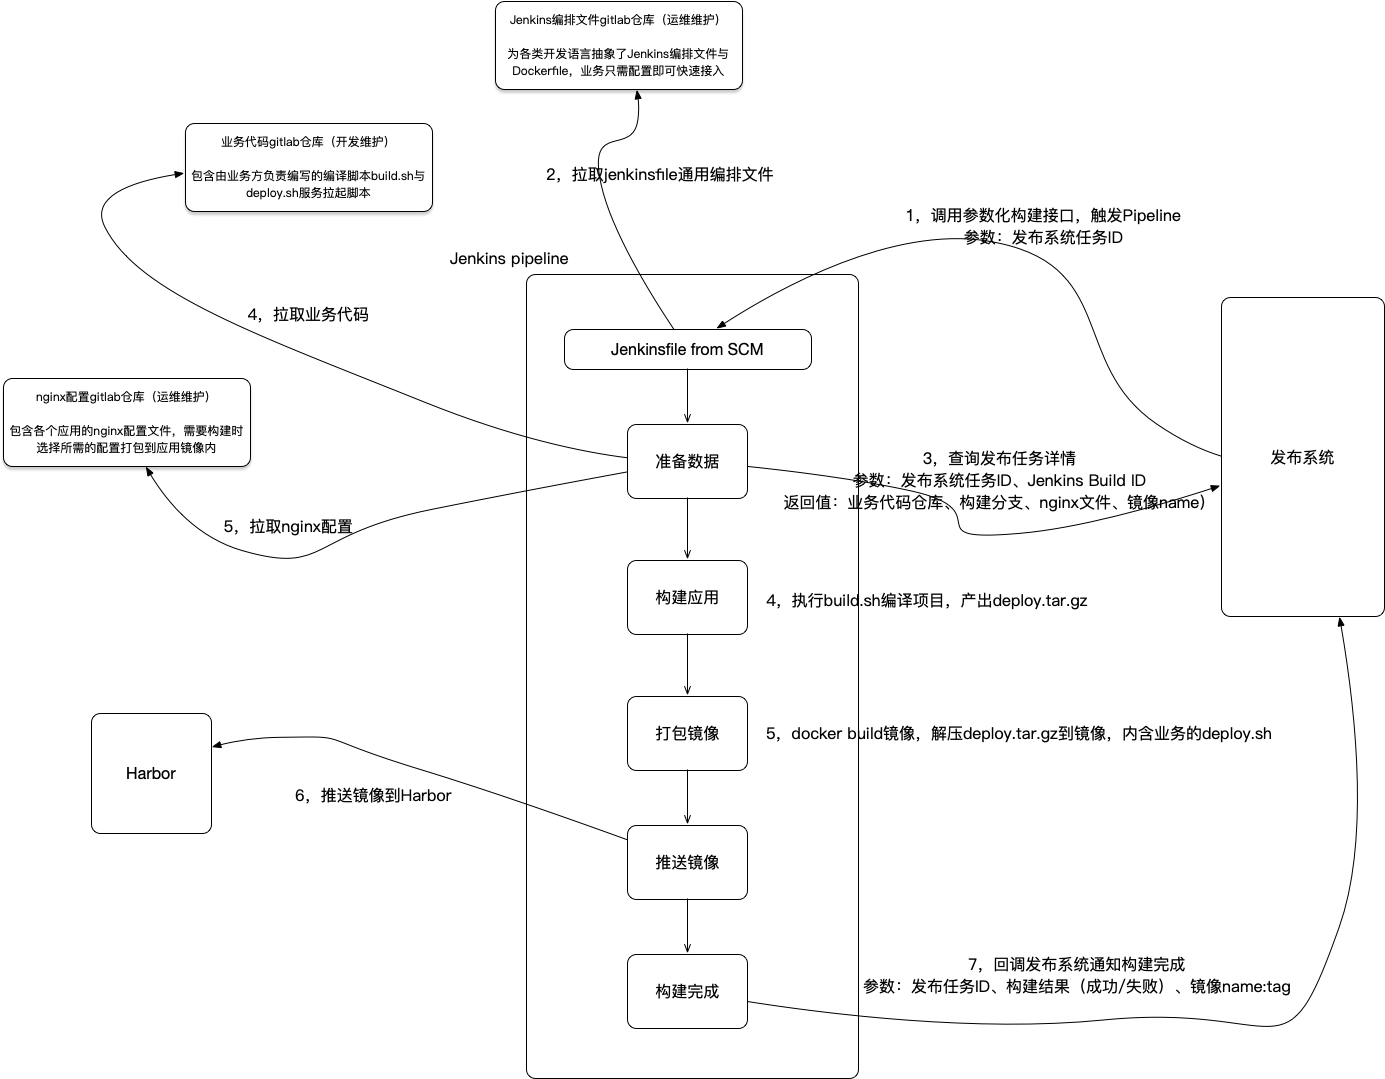 Jenkins编排文件gitlab仓库（运维维护）
为各类开发语言抽象了Jenkins编排文件与
Dockerfile，业务只需配置即可快速接入
业务代码gitlab仓库（开发维护）
包含由业务方负责编写的编译脚本build.sh与
deploy.sh服务拉起脚本
2，拉取jenkinsfile通用编排文件
1，调用参数化构建接口，触发Pipeline
参数：发布系统任务ID
Jenkins pipeline
4，拉取业务代码
Jenkinsfile from SCM
nginx配置gitlab仓库（运维维护）
包含各个应用的nginx配置文件，需要构建时
选择所需的配置打包到应用镜像内
准备数据
3，查询发布任务详情
参数：发布系统任务ID、Jenkins Build ID
返回值：业务代码仓库、构建分支、nginx文件、镜像name）
发布系统
5，拉取nginx配置
构建应用
4，执行build.sh编译项目，产出deploy.tar.gz
打包镜像
5，docker build镜像，解压deploy.tar.gz到镜像，内含业务的deploy.sh
Harbor
6，推送镜像到Harbor
推送镜像
7，回调发布系统通知构建完成
参数：发布任务ID、构建结果（成功/失败）、镜像name:tag
构建完成